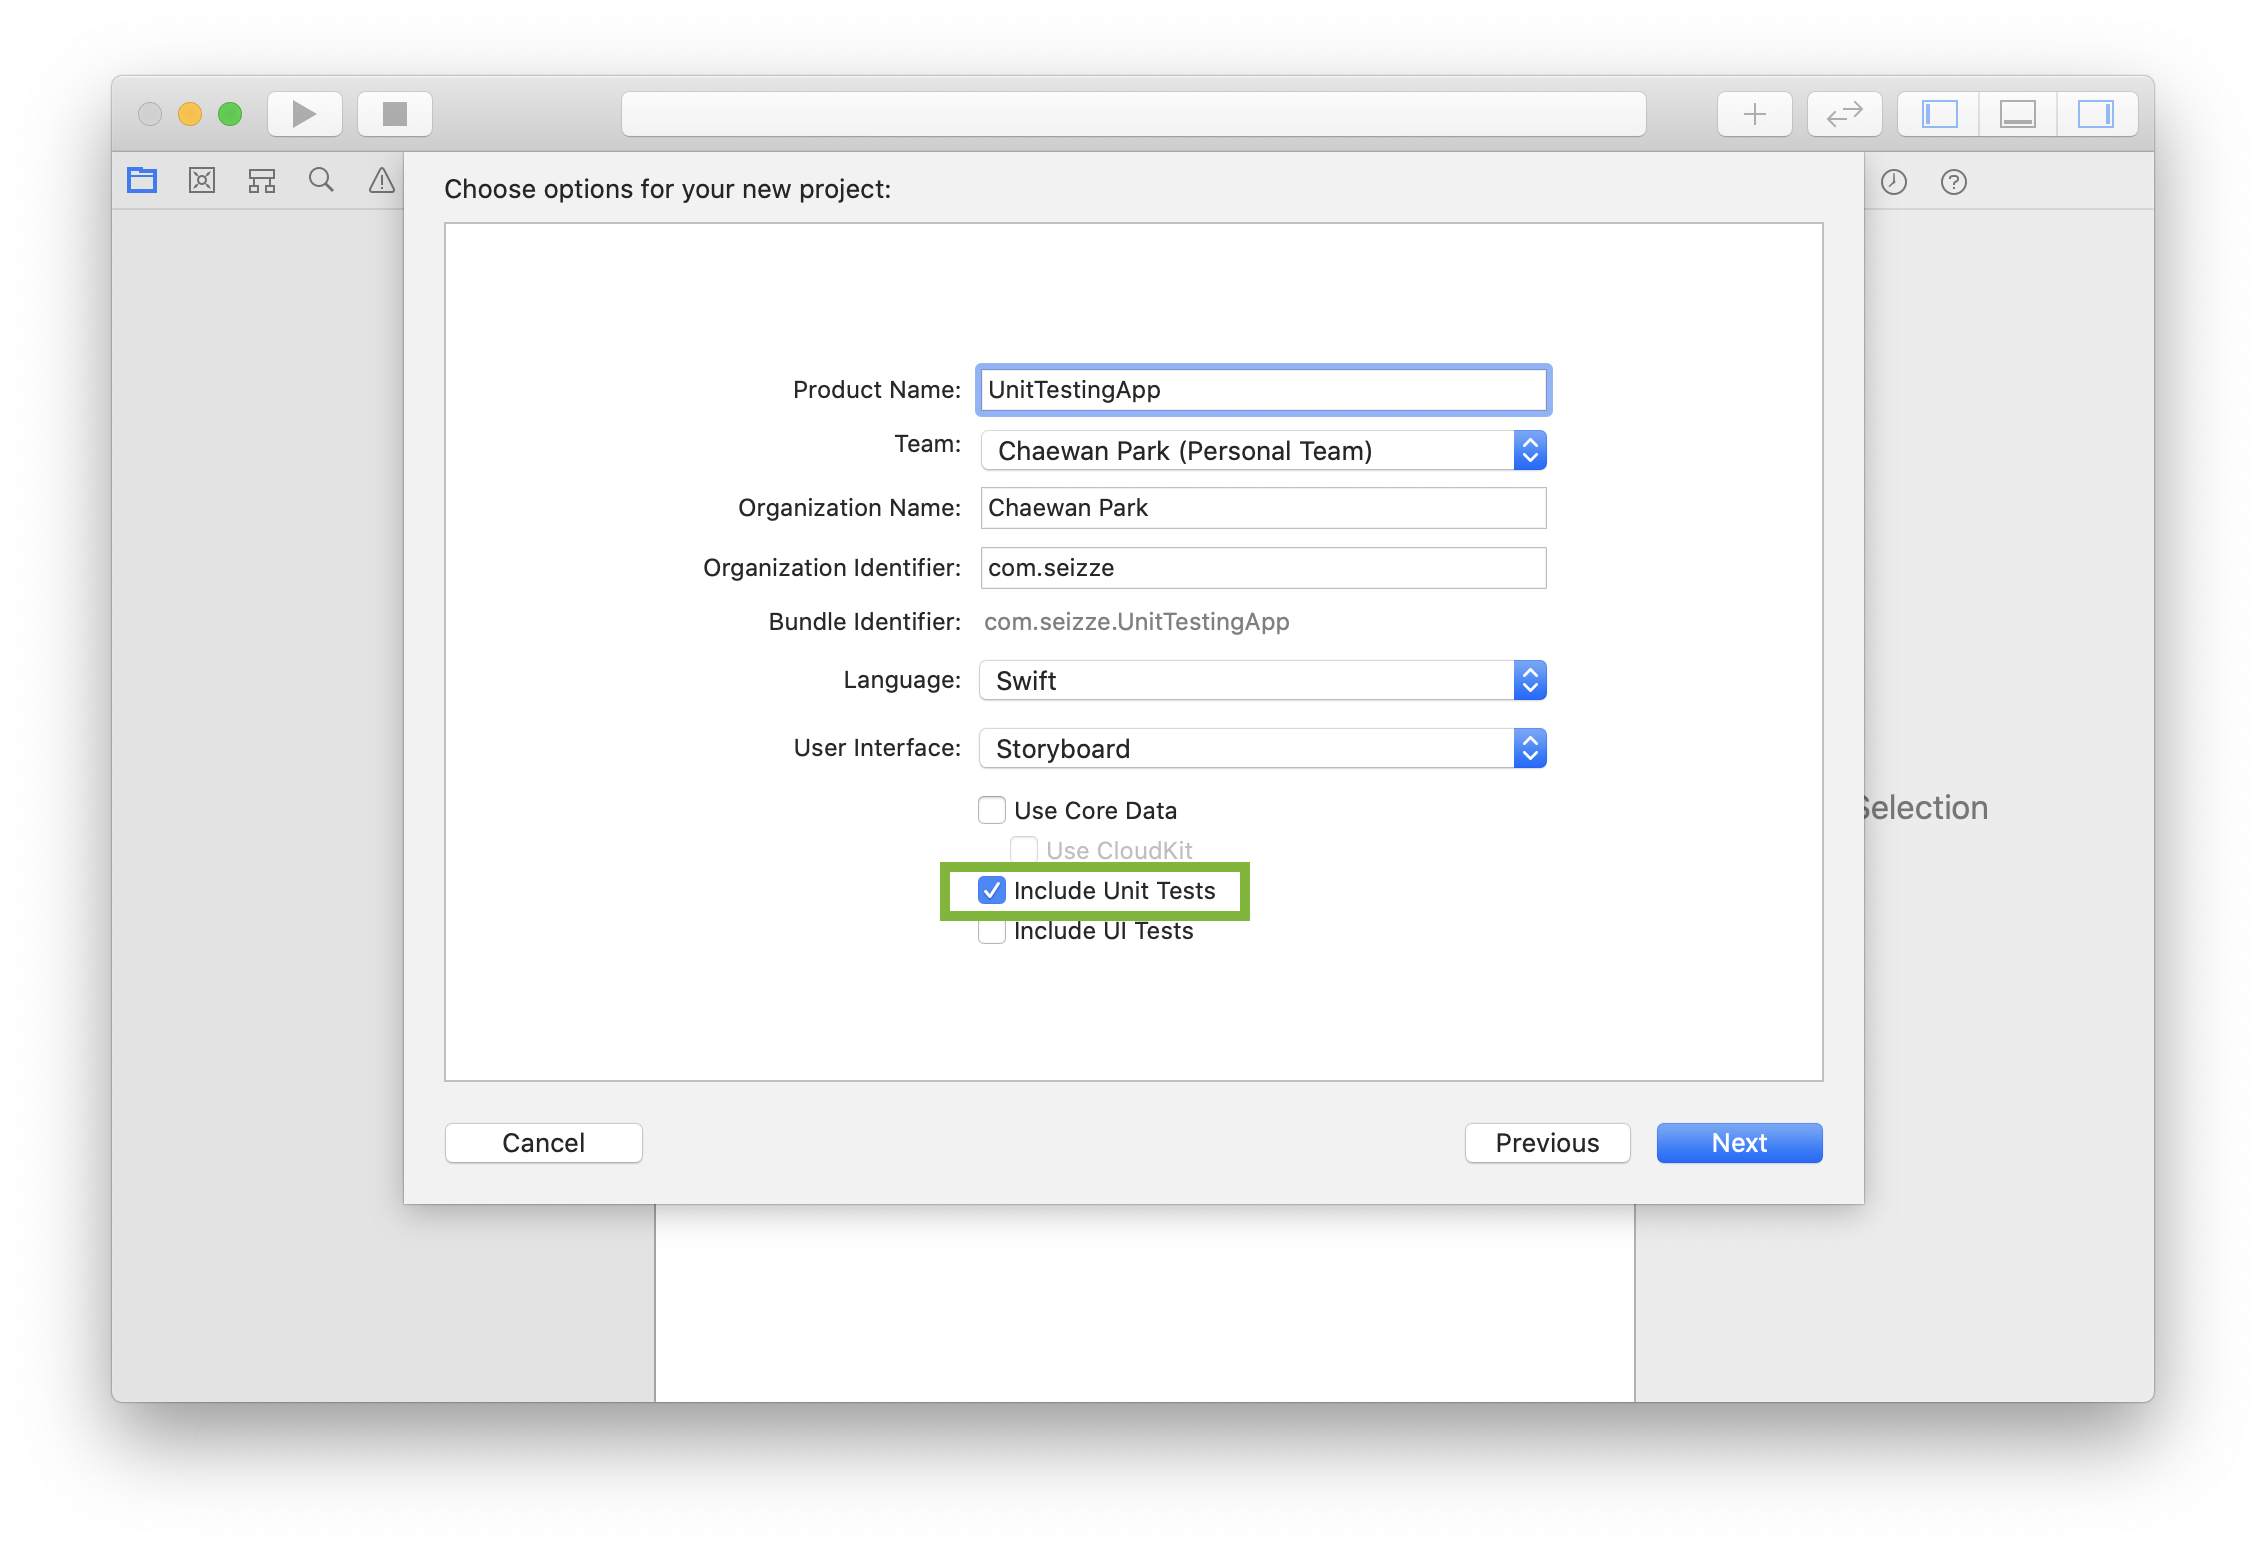 Choose options for your new project:
Product Name: UnitTestingApp
Team: Chaewan Park (Personal Team)
Organization Name: Chaewan Park
Organization Identifier: com.seizze
Bundle Identifier: com.seizze.UnitTestingApp
Language: Swift
User Interface: Storyboard
Use Core Data
Selection
Use CloudKit
Include Unit Tests
Include UI Tests
Cancel Previous Next